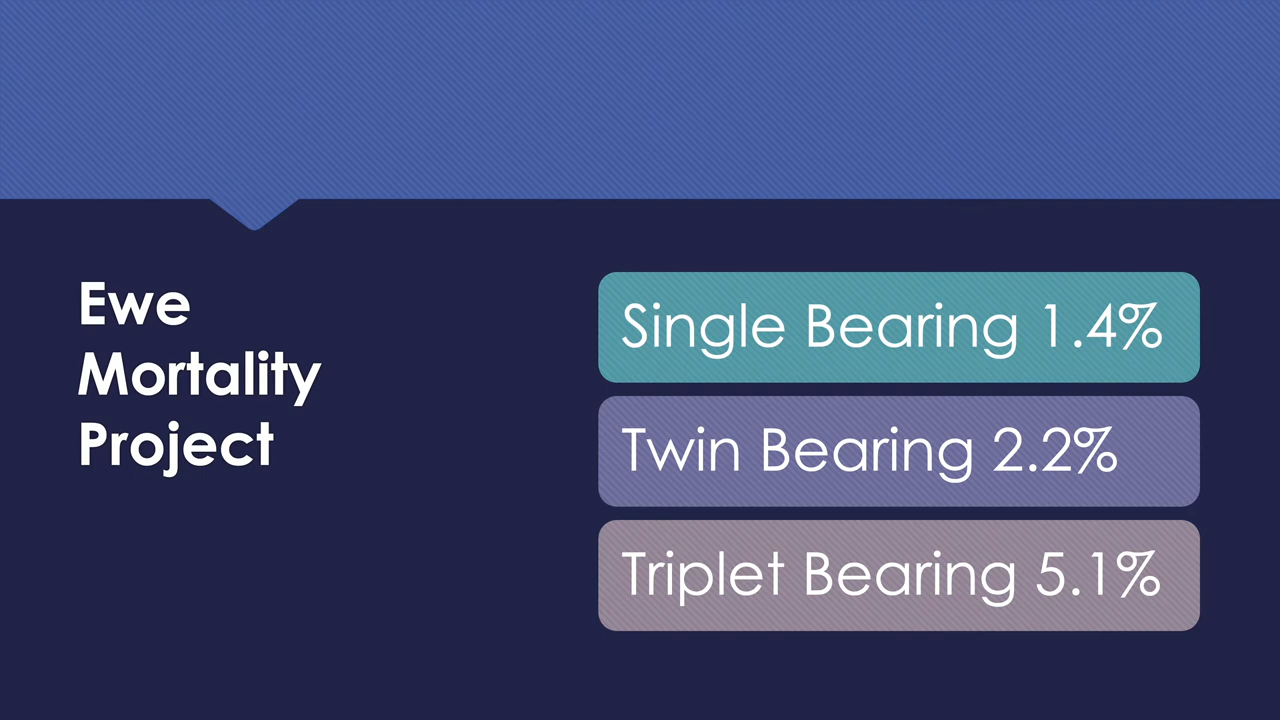 Ewe
Mortality
Project
Single Bearing 1.4%
Twin Bearing 2.2%
Triplet Bearing 5.1%